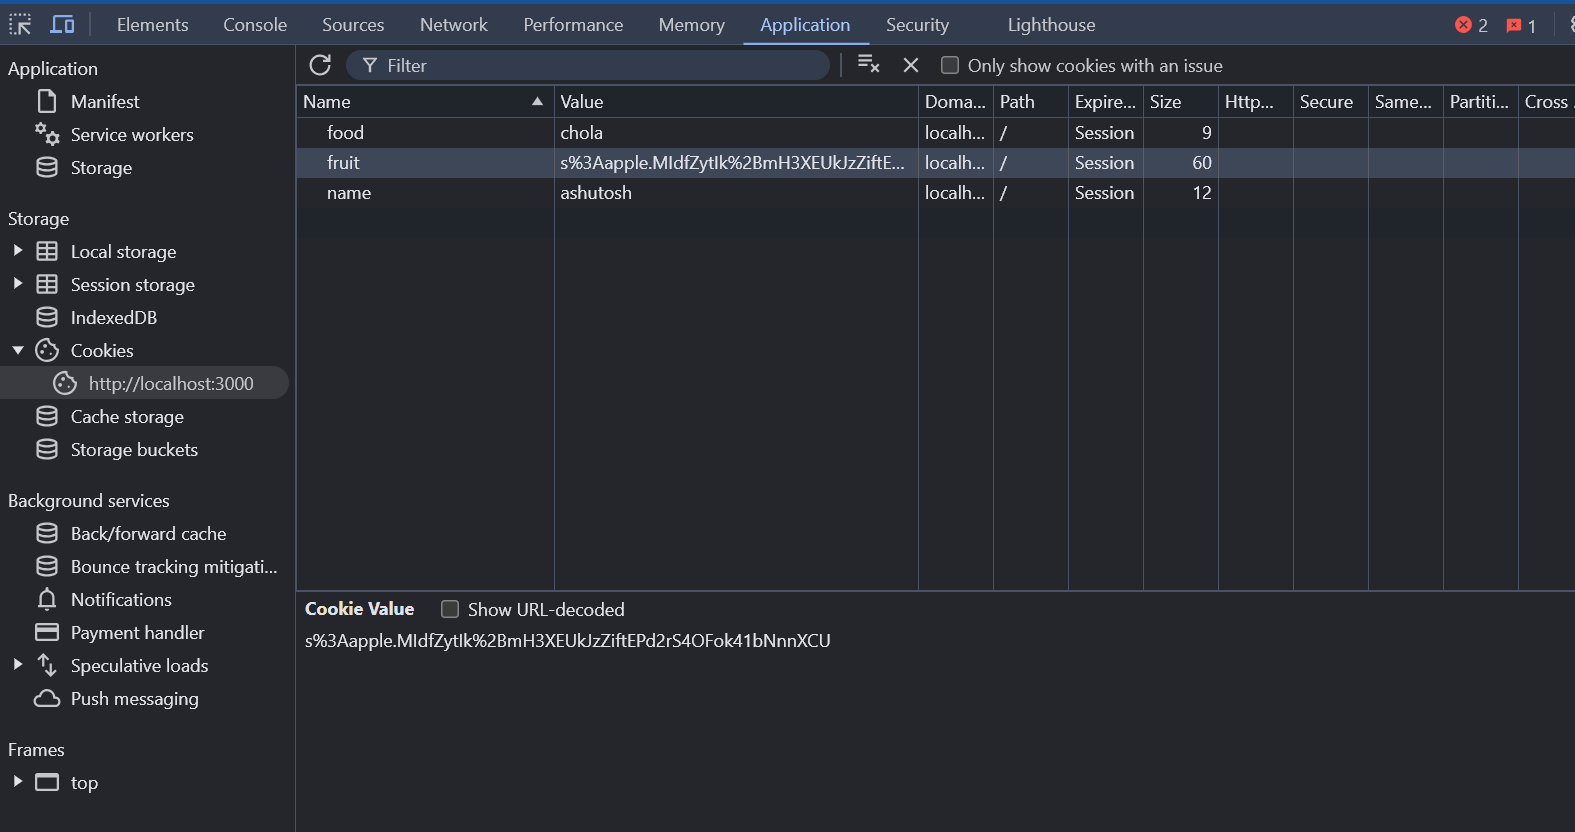 Elements Console Sources Network Performance Memory Application Security Lighthouse 2 1
Application
Manifest
Service workers
Storage
Storage
Local storage
Session storage
IndexedDB
Cookies
http://localhost:3000
Cache storage
Storage buckets
Background services
Back/forward cache
Bounce tracking mitigati...
Notifications
Payment handler
Speculative loads
Push messaging
Frames
top
Filter Only show cookies with an issue
Name Value Doma... Path Expire... Size Http... Secure Same... Partiti... Cross
food chola localh... / Session 9
fruit s%3Aapple.MIdfZytIk%2BmH3XEUkJzZiftE... localh... / Session 60
name ashutosh localh... / Session 12
Cookie Value Show URL-decoded
s%3Aapple.MIdfZytIk%2BmH3XEUkJzZiftEPd2rS4OFok41bNnnXCU